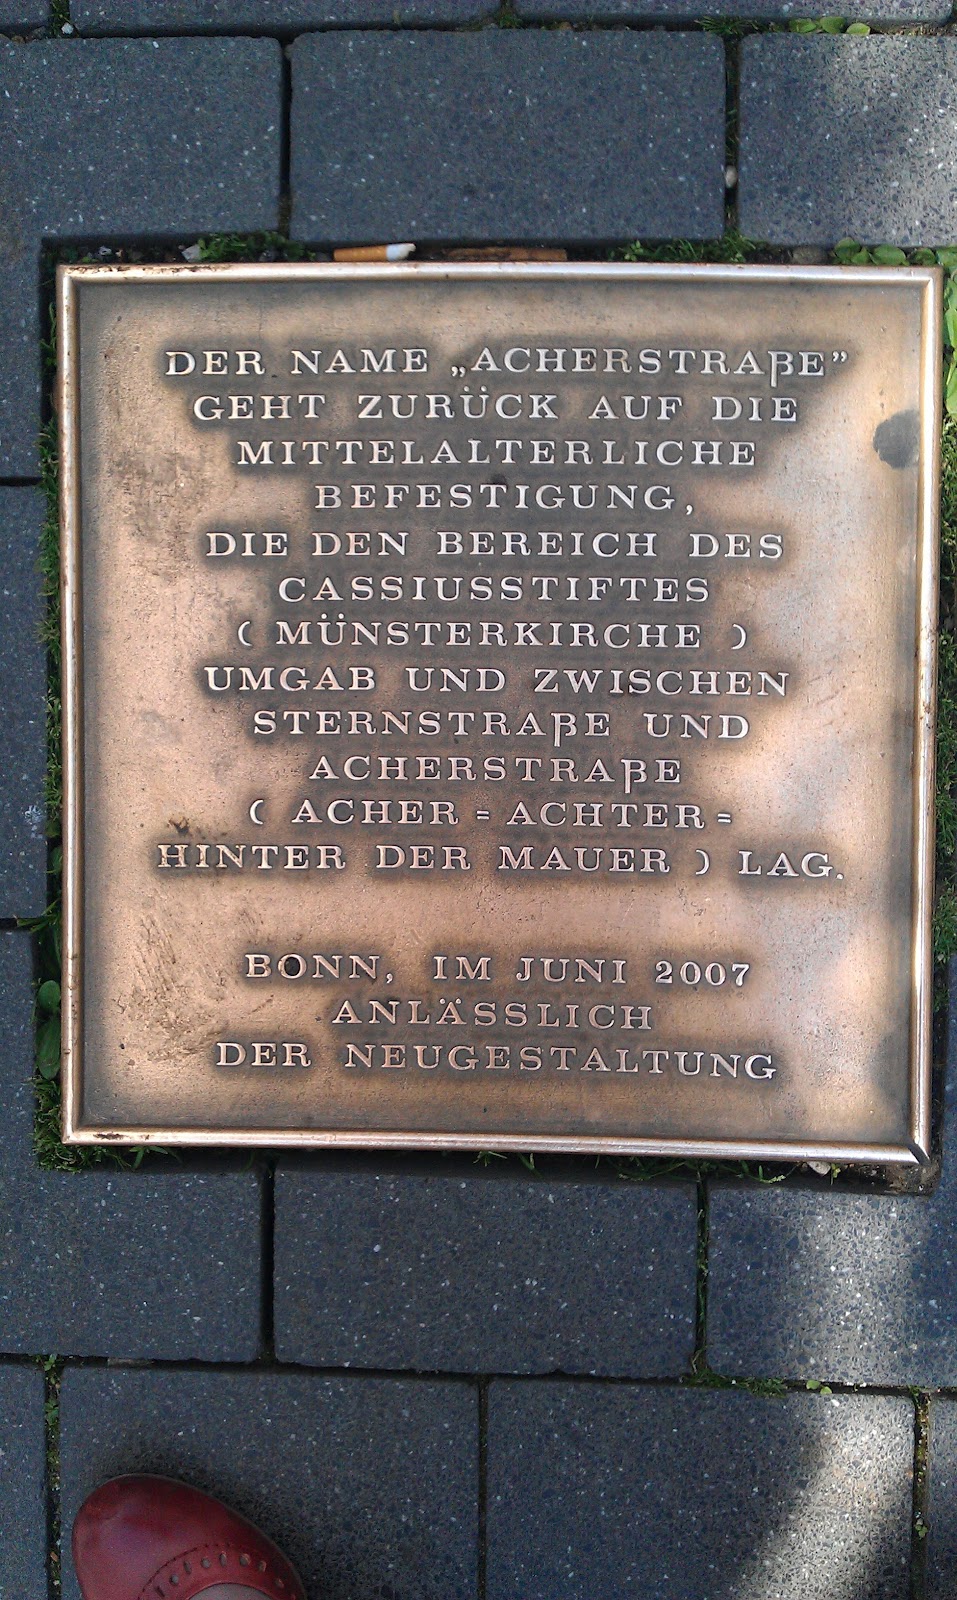 DER NAME „ACHERSTRAßE”
GEHT ZURÜCK AUF DIE
MITTELALTERLICHE
BEFESTIGUNG,
DIE DEN BEREICH DES
CASSIUSSTIFTES
( MÜNSTERKIRCHE )
UMGAB UND ZWISCHEN
STERNSTRAßE UND
ACHERSTRAßE
( ACHER = ACHTER =
HINTER DER MAUER ) LAG.
BONN, IM JUNI 2007
ANLÄSSLICH
DER NEUGESTALTUNG